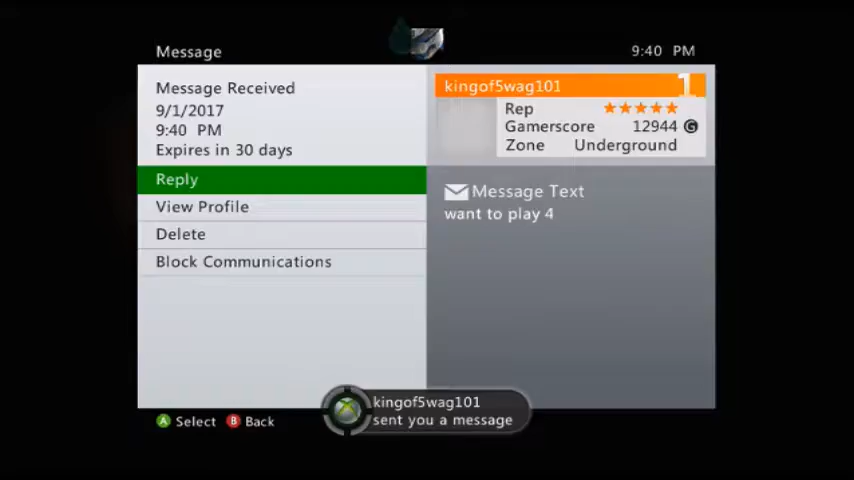 Message
9:40 PM
Message Received
9/1/2017
9:40 PM
Expires in 30 days
Reply
View Profile
Delete
Block Communications
kingof5wag101
1
Rep ★★★★★
Gamerscore 12944 G
Zone Underground
Message Text
want to play 4
A Select B Back
kingof5wag101
sent you a message